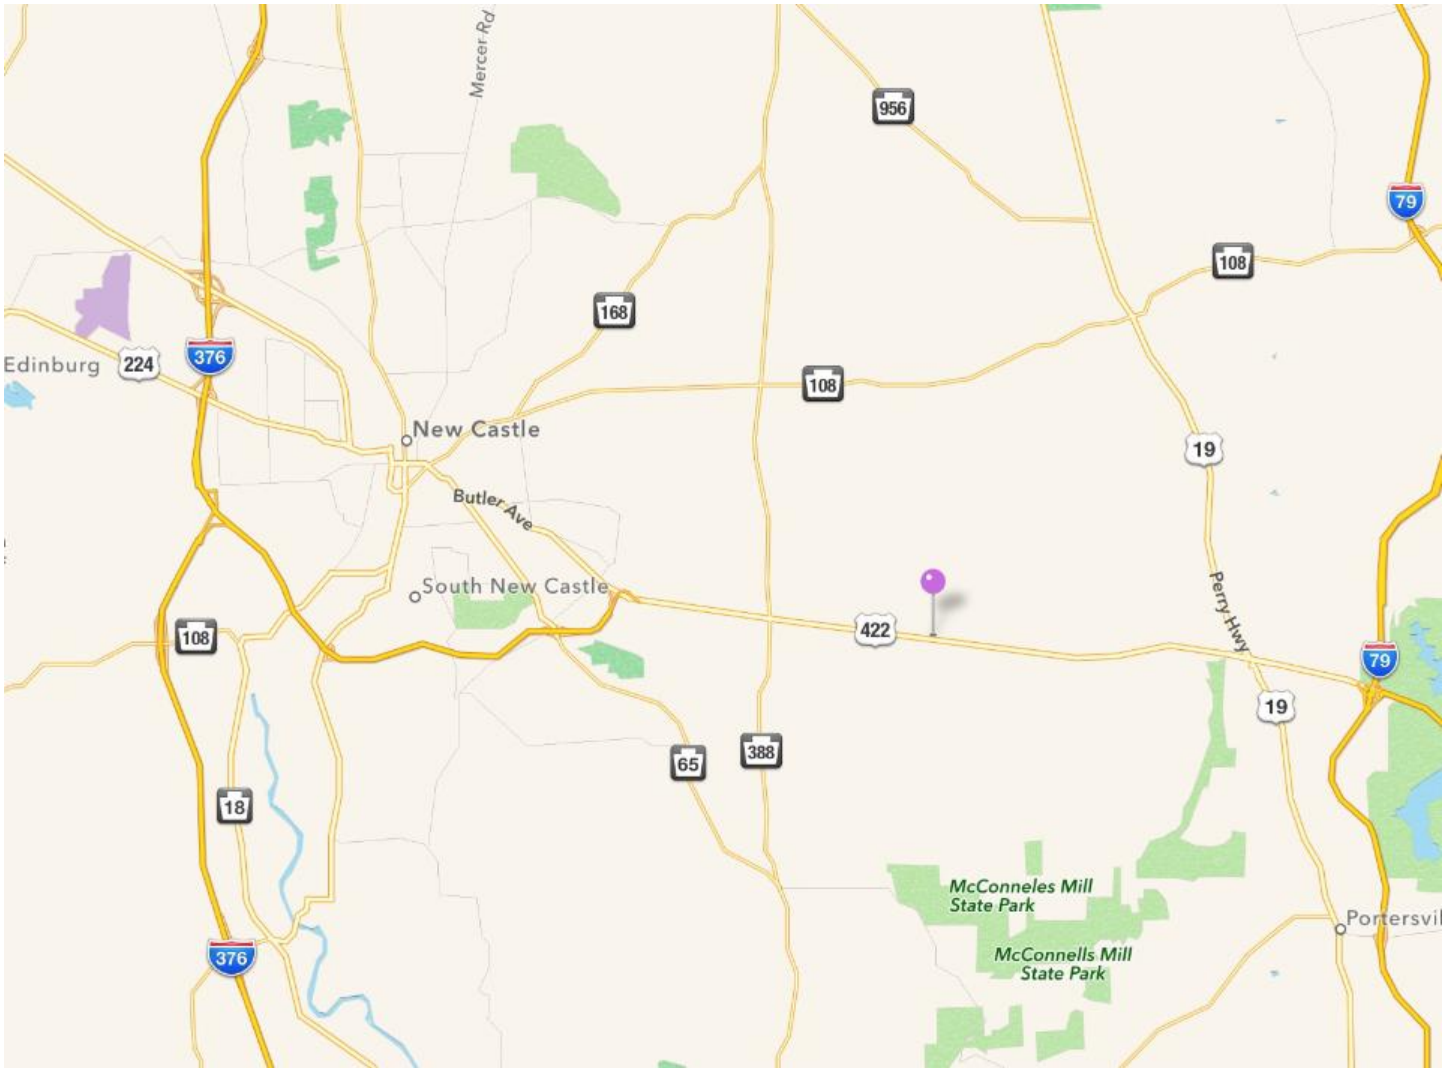 Mercer Rd
956
79
108
168
Edinburg
224
376
108
New Castle
19
Butler Ave
South New Castle
Perry Hwy
422
108
79
19
388
65
18
McConneles Mill
State Park
Portersvil
McConnells Mill
State Park
376